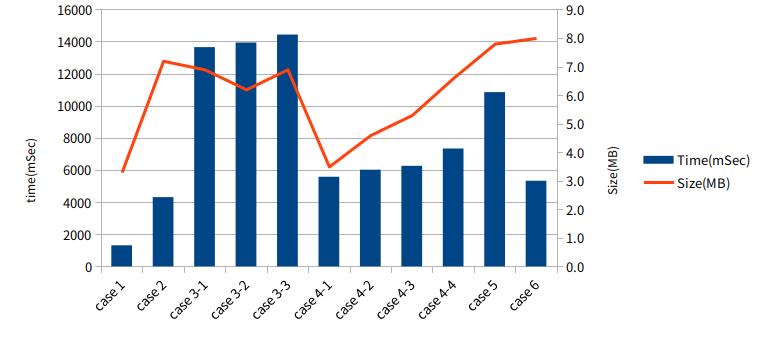 16000
14000
12000
10000
8000
6000
4000
2000
0
time(mSec)
9.0
8.0
7.0
6.0
5.0
4.0
3.0
2.0
1.0
0.0
Size(MB)
case 1
case 2
case 3-1
case 3-2
case 3-3
case 4-1
case 4-2
case 4-3
case 4-4
case 5
case 6
Time(mSec)
Size(MB)